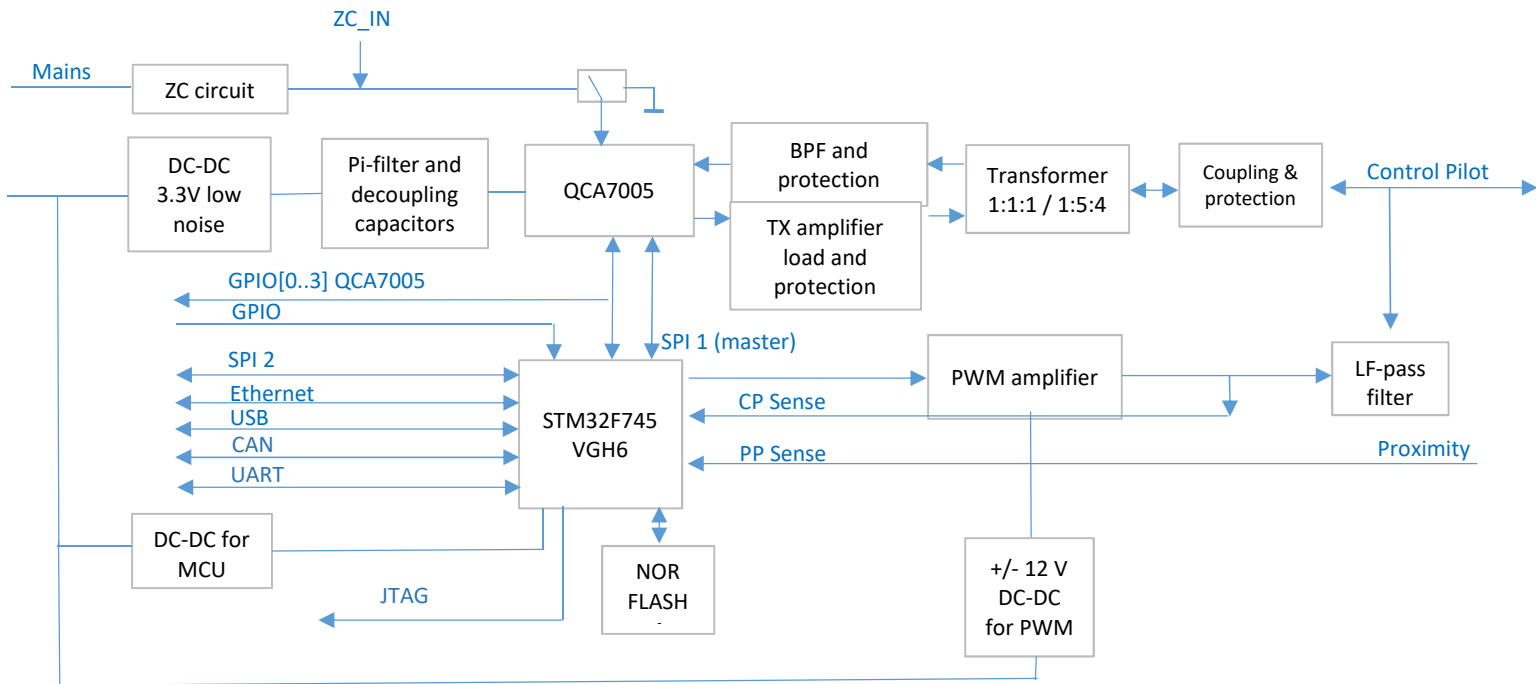 ZC_IN
Mains
ZC circuit
DC-DC
3.3V low
noise
Pi-filter and
decoupling
capacitors
QCA7005
BPF and
protection
TX amplifier
load and
protection
Transformer
1:1:1 / 1:5:4
Coupling &
protection
Control Pilot
GPIO[0..3] QCA7005
GPIO
SPI 1 (master)
SPI 2
Ethernet
USB
CAN
UART
STM32F745
VGH6
PWM amplifier
LF-pass
filter
CP Sense
PP Sense
Proximity
DC-DC for
MCU
JTAG
NOR
FLASH
+/- 12 V
DC-DC
for PWM